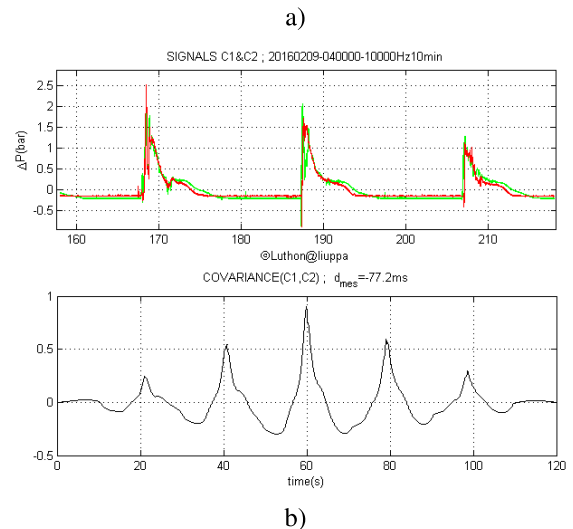 a)
SIGNALS C1&C2 ; 20160209-040000-10000Hz10min
ΔP(bar)
2.5
2
1.5
1
0.5
0
-0.5
160 170 180 190 200 210
©Luthon@liuppa
COVARIANCE(C1,C2) ; d_mes=-77.2ms
1
0.5
0
-0.5
0 20 40 60 80 100 120
time(s)
b)